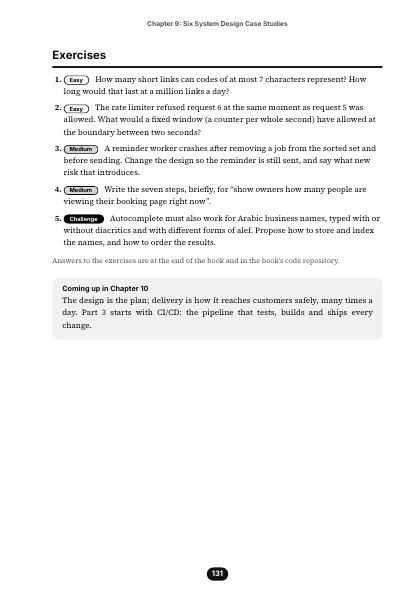 Chapter 9: Six System Design Case Studies
Exercises
1. Easy How many short links can codes of at most 7 characters represent? How
long would that last at a million links a day?
2. Easy The rate limiter refused request 6 at the same moment as request 5 was
allowed. What would a fixed window (a counter per whole second) have allowed at
the boundary between two seconds?
3. Medium A reminder worker crashes after removing a job from the sorted set and
before sending. Change the design so the reminder is still sent, and say what new
risk that introduces.
4. Medium Write the seven steps, briefly, for “show owners how many people are
viewing their booking page right now”.
5. Challenge Autocomplete must also work for Arabic business names, typed with or
without diacritics and with different forms of alef. Propose how to store and index
the names, and how to order the results.
Answers to the exercises are at the end of the book and in the book's code repository.
Coming up in Chapter 10
The design is the plan; delivery is how it reaches customers safely, many times a
day. Part 3 starts with CI/CD: the pipeline that tests, builds and ships every
change.
131